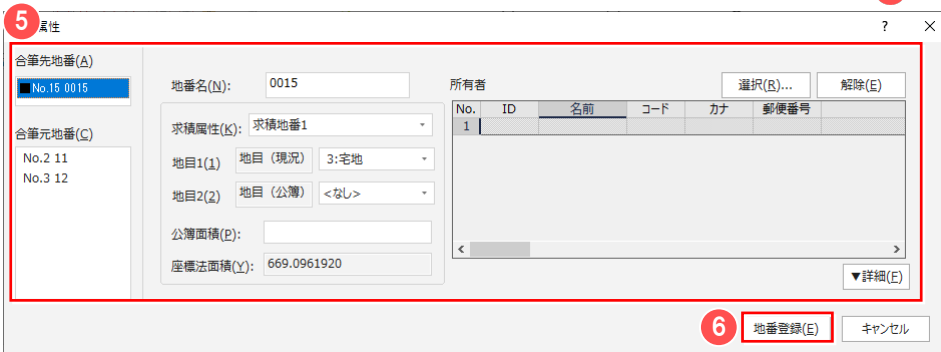 5 属性 ? ×
合筆先地番(A)
No.15 0015
合筆元地番(C)
No.2 11
No.3 12
地番名(N): 0015
求積属性(K): 求積地番1
地目1(1) 地目（現況） 3:宅地
地目2(2) 地目（公簿） <なし>
公簿面積(P):
座標法面積(Y): 669.0961920
所有者 選択(R)... 解除(E)
No. ID 名前 コード カナ 郵便番号
1
▼詳細(F)
6 地番登録(E) キャンセル